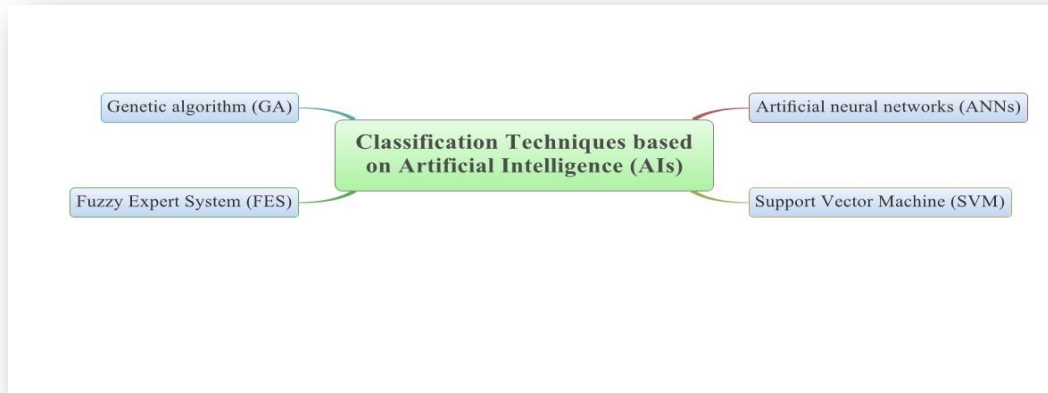 Genetic algorithm (GA)
Artificial neural networks (ANNs)
Classification Techniques based
on Artificial Intelligence (AIs)
Fuzzy Expert System (FES)
Support Vector Machine (SVM)